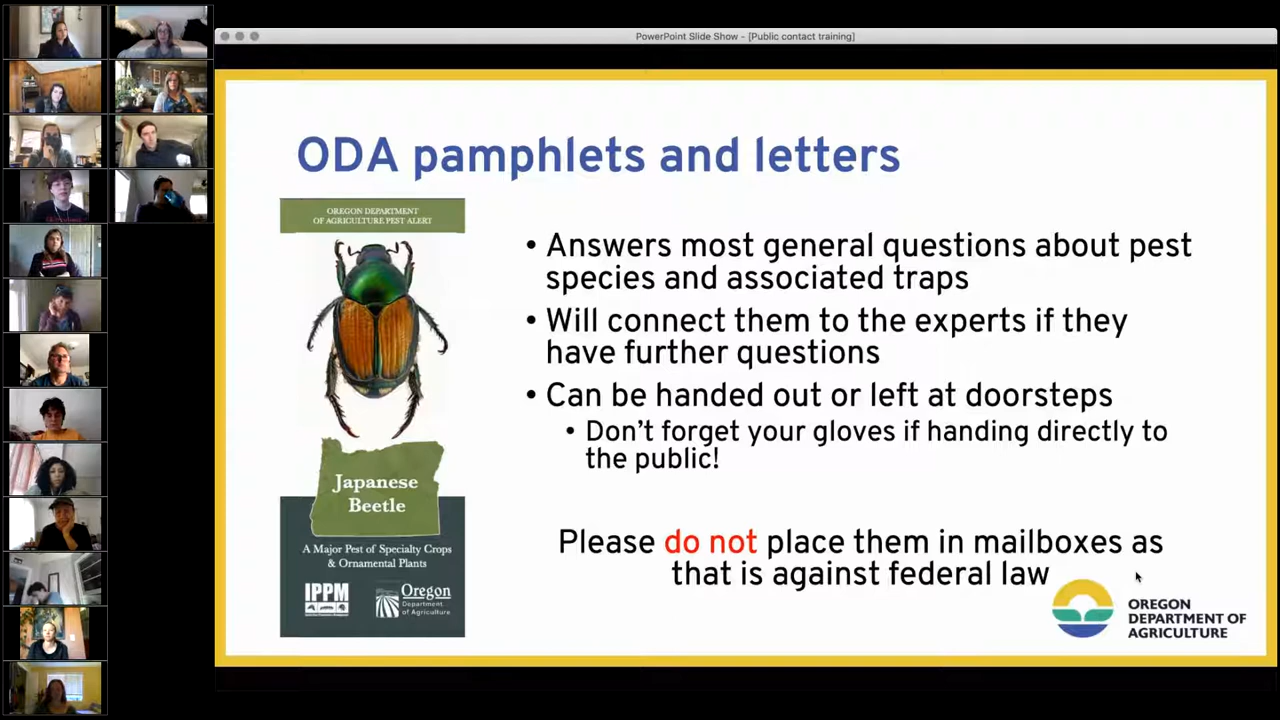 PowerPoint Slide Show - [Public contact training]
ODA pamphlets and letters
OREGON DEPARTMENT
OF AGRICULTURE PEST ALERT
Japanese
Beetle
A Major Pest of Specialty Crops
& Ornamental Plants
IPPM
Oregon
Department
of Agriculture
• Answers most general questions about pest
species and associated traps
• Will connect them to the experts if they
have further questions
• Can be handed out or left at doorsteps
• Don't forget your gloves if handing directly to
the public!
Please do not place them in mailboxes as
that is against federal law
OREGON
DEPARTMENT OF
AGRICULTURE